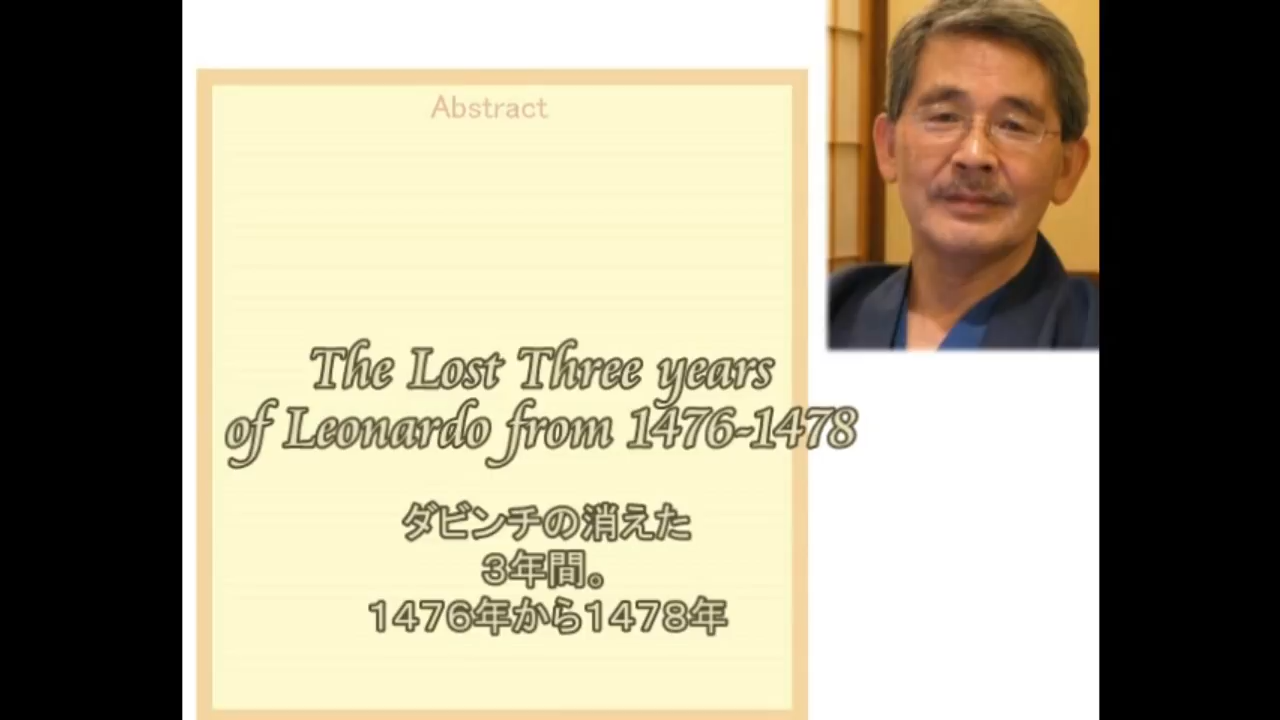 Abstract
The Lost Three years
of Leonardo from 1476-1478
ダビンチの消えた
３年間。
１４７６年から１４７８年